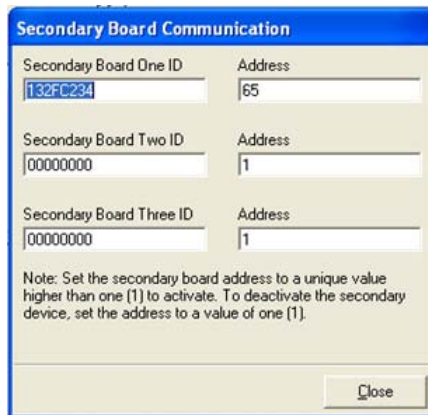 Secondary Board Communication
Secondary Board One ID Address
132FC234 65
Secondary Board Two ID Address
00000000 1
Secondary Board Three ID Address
00000000 1
Note: Set the secondary board address to a unique value
higher than one (1) to activate. To deactivate the secondary
device, set the address to a value of one (1).
Close